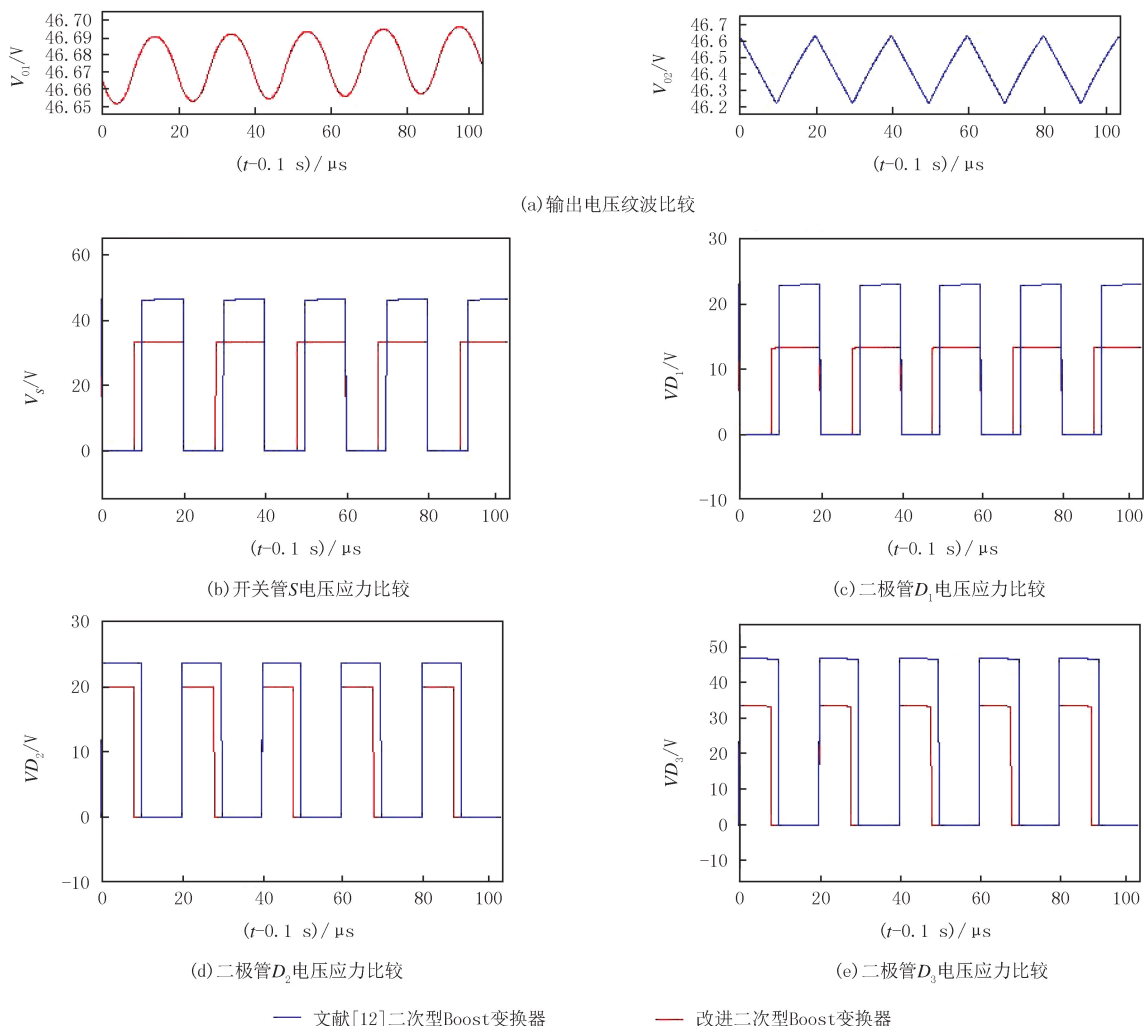 46.70
46.69
46.68
46.67
46.66
46.65
V01/V
0 20 40 60 80 100
(t-0.1 s)/μs
46.7
46.6
46.5
46.4
46.3
46.2
V02/V
0 20 40 60 80 100
(t-0.1 s)/μs
(a)输出电压纹波比较
60
40
20
0
VS/V
0 20 40 60 80 100
(t-0.1 s)/μs
(b)开关管S电压应力比较
30
20
10
0
-10
VD1/V
0 20 40 60 80 100
(t-0.1 s)/μs
(c)二极管D1电压应力比较
30
20
10
0
-10
VD2/V
0 20 40 60 80 100
(t-0.1 s)/μs
(d)二极管D2电压应力比较
50
40
30
20
10
0
-10
VD3/V
0 20 40 60 80 100
(t-0.1 s)/μs
(e)二极管D3电压应力比较
文献[12]二次型Boost变换器
改进二次型Boost变换器